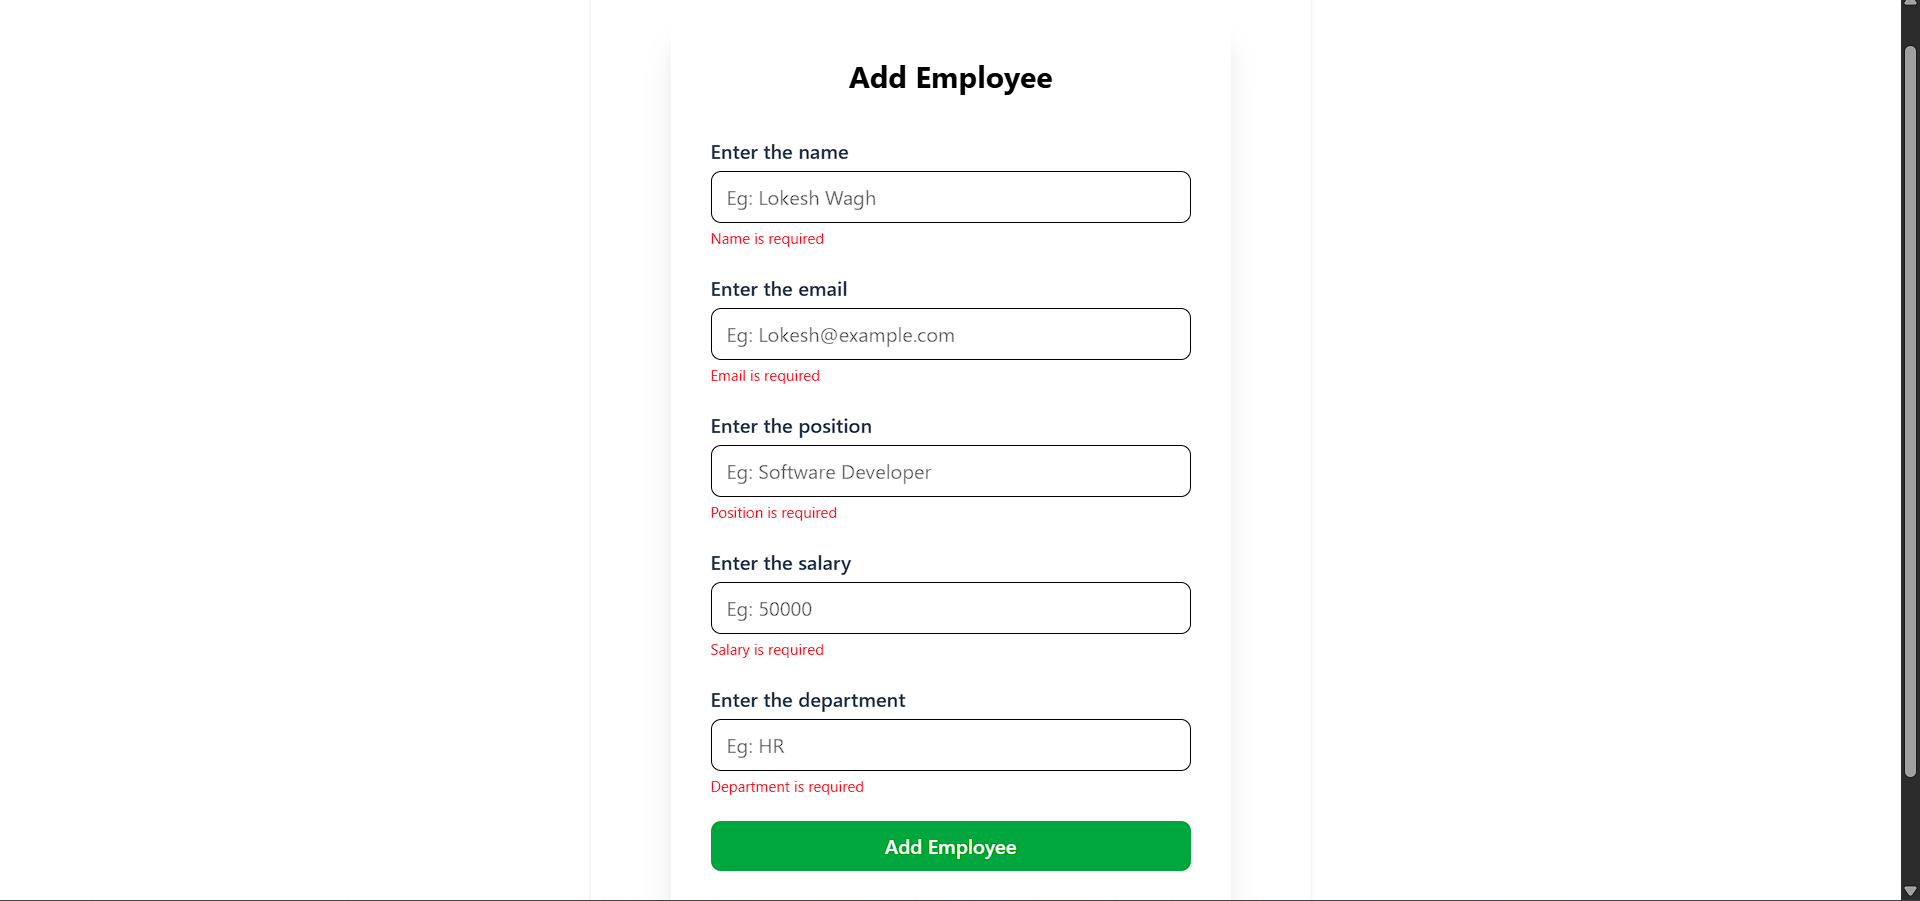 Add Employee
Enter the name
Eg: Lokesh Wagh
Name is required
Enter the email
Eg: Lokesh@example.com
Email is required
Enter the position
Eg: Software Developer
Position is required
Enter the salary
Eg: 50000
Salary is required
Enter the department
Eg: HR
Department is required
Add Employee